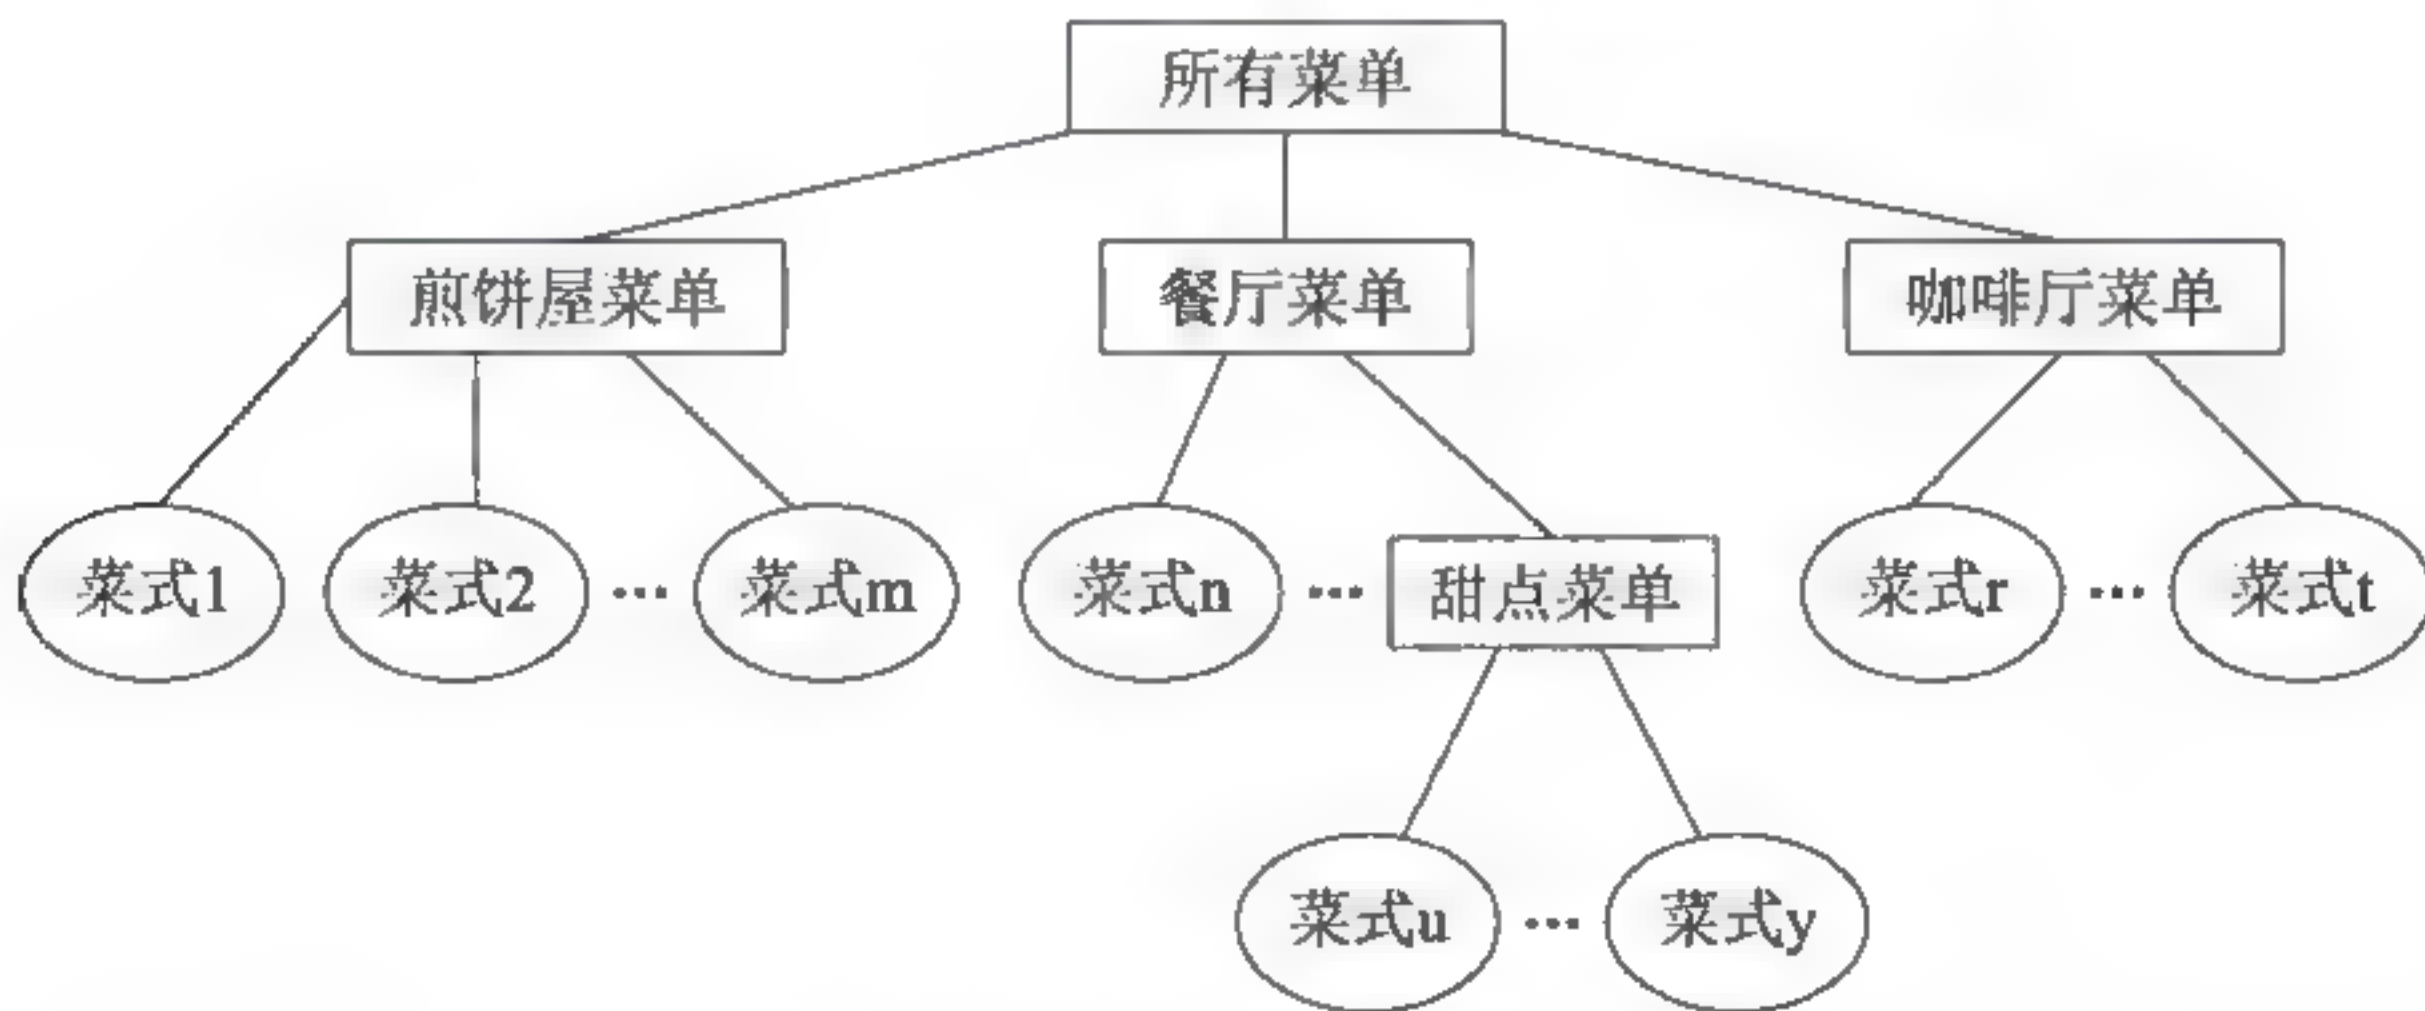 所有菜单
煎饼屋菜单
餐厅菜单
咖啡厅菜单
菜式1
菜式2
...
菜式m
菜式n
...
甜点菜单
菜式r
...
菜式t
菜式u
...
菜式y